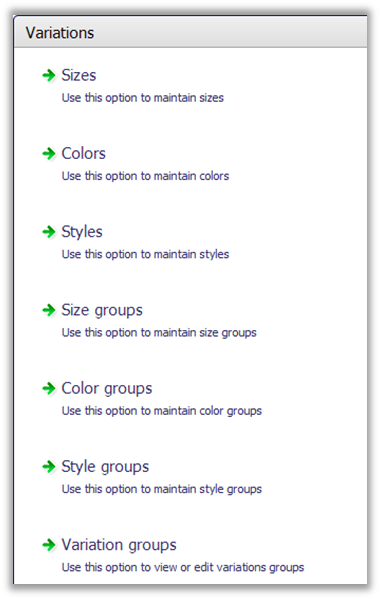 Variations
Sizes
Use this option to maintain sizes
Colors
Use this option to maintain colors
Styles
Use this option to maintain styles
Size groups
Use this option to maintain size groups
Color groups
Use this option to maintain color groups
Style groups
Use this option to maintain style groups
Variation groups
Use this option to view or edit variations groups